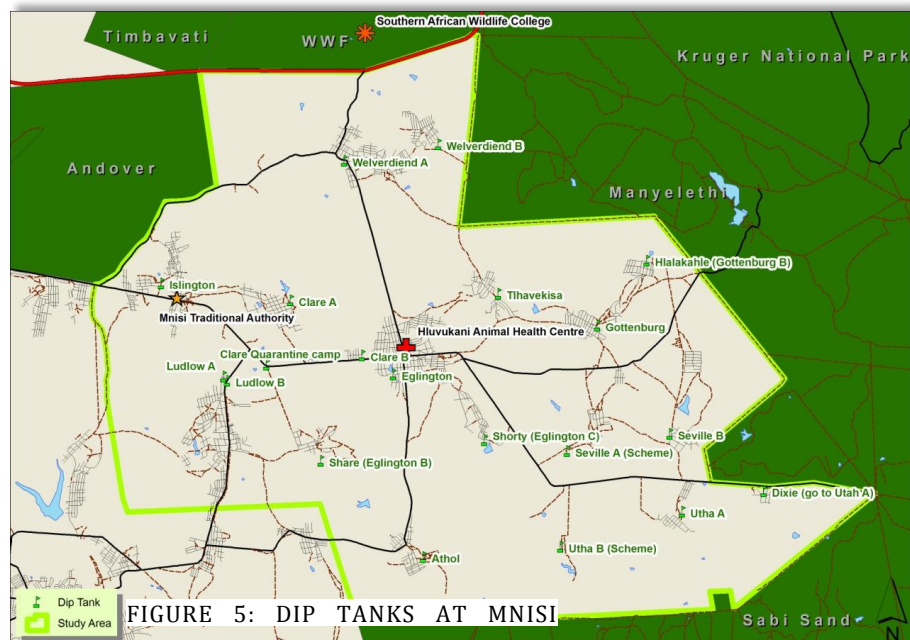 Southern African Wildlife College
Timbavati
WWF
Kruger National Park
Welverdiend B
Welverdiend A
Andover
Manyelethi
Hlalakahle (Gottenburg B)
Islington
Tlhavekisa
Clare A
Mnisi Traditional Authority
Gottenburg
Hluvukani Animal Health Centre
Clare Quarantine camp
Clare B
Ludlow A
Eglington
Ludlow B
Shorty (Eglington C)
Seville B
Seville A (Scheme)
Share (Eglington B)
Dixie (go to Utah A)
Utha A
Utha B (Scheme)
Athol
Dip Tank
Study Area
FIGURE 5: DIP TANKS AT MNISI
Sabi Sand
N